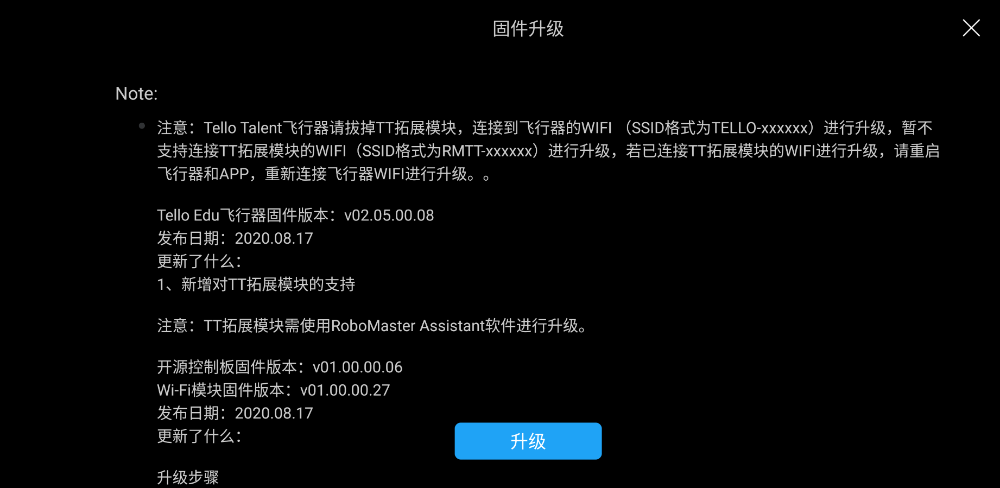 固件升级
Note:
注意：Tello Talent飞行器请拔掉TT拓展模块，连接到飞行器的WIFI （SSID格式为TELLO-xxxxxx）进行升级，暂不
支持连接TT拓展模块的WIFI（SSID格式为RMTT-xxxxxx）进行升级，若已连接TT拓展模块的WIFI进行升级，请重启
飞行器和APP，重新连接飞行器WIFI进行升级。。
Tello Edu飞行器固件版本：v02.05.00.08
发布日期：2020.08.17
更新了什么：
1、新增对TT拓展模块的支持
注意：TT拓展模块需使用RoboMaster Assistant软件进行升级。
开源控制板固件版本：v01.00.00.06
Wi-Fi模块固件版本：v01.00.00.27
发布日期：2020.08.17
更新了什么：
升级
升级步骤